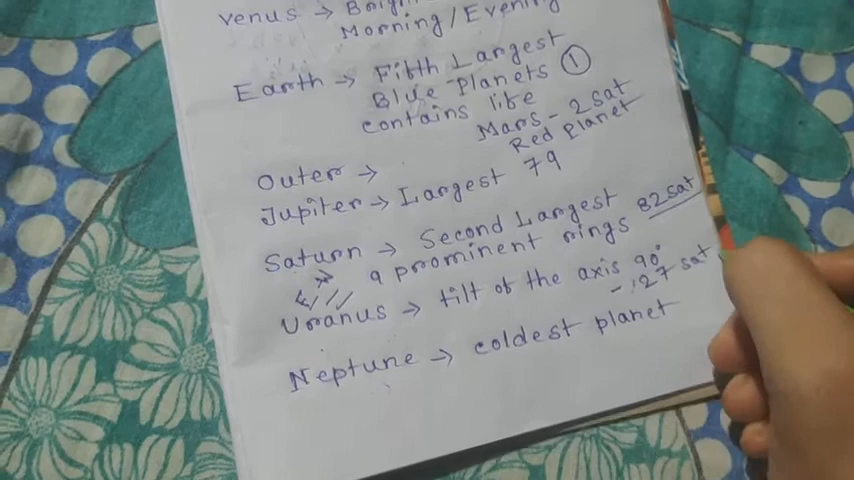 Venus →
Morning/Evening
Earth → Fifth Largest
Blue-Planets ①
contains life
Mars - 2 sat
Red Planet
Outer →
Jupiter → Largest 79
Saturn → Second Largest
9 prominent rings 82 sat
Uranus → tilt of the axis 90°
- 27 sat
Neptune → coldest planet